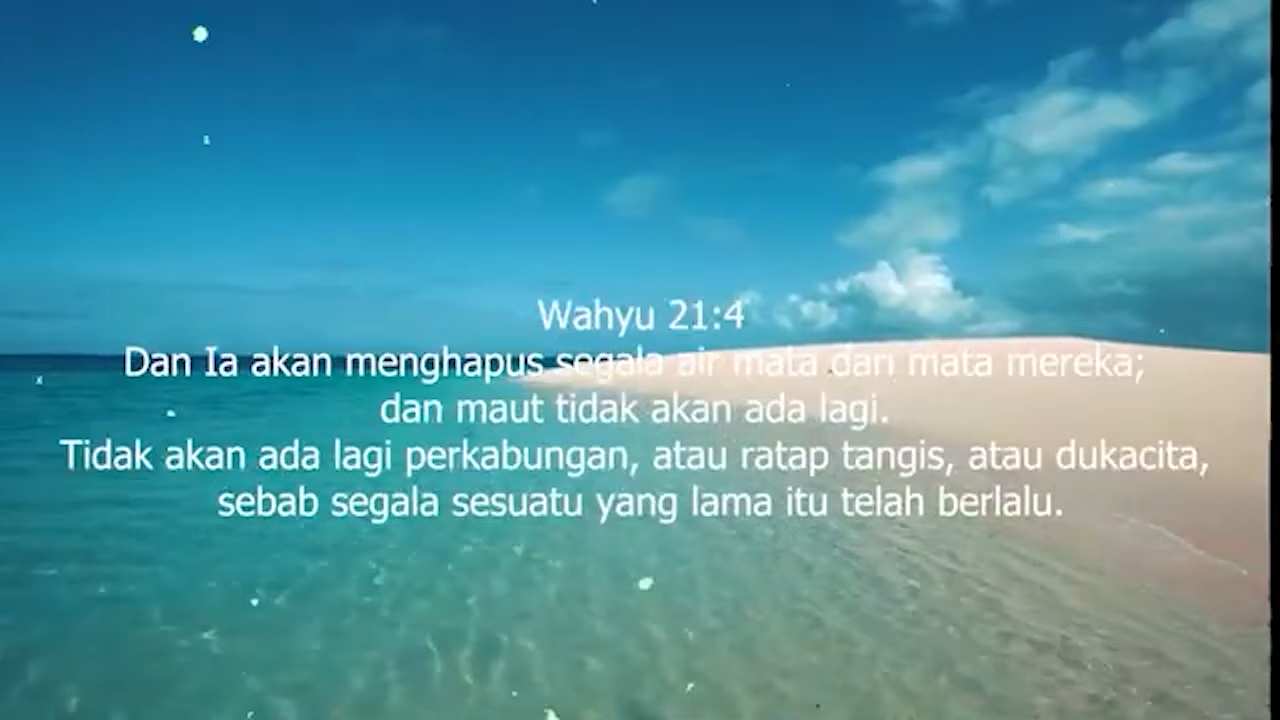 Wahyu 21:4
Dan Ia akan menghapus segala air mata dari mata mereka;
dan maut tidak akan ada lagi.
Tidak akan ada lagi perkabungan, atau ratap tangis, atau dukacita,
sebab segala sesuatu yang lama itu telah berlalu.